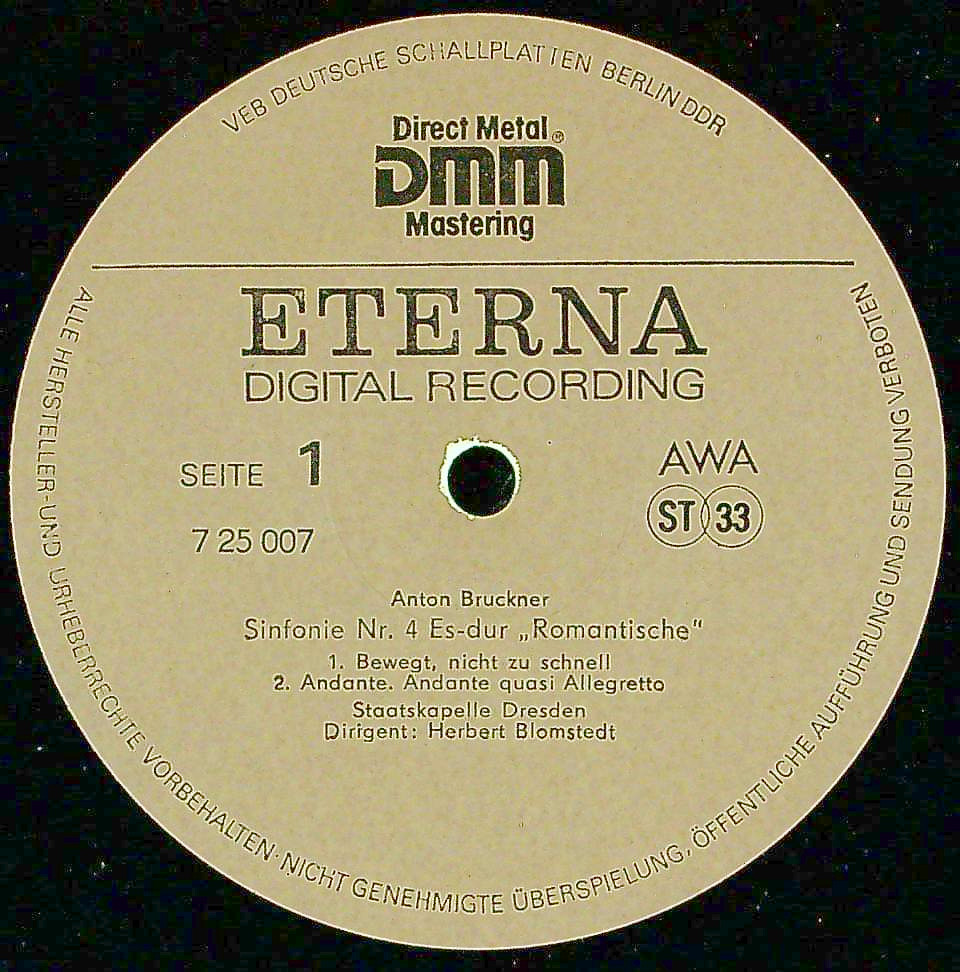 VEB DEUTSCHE SCHALLPLATTEN BERLIN DDR
Direct Metal ®
DMM
Mastering
ETERNA
DIGITAL RECORDING
SEITE 1
AWA
7 25 007
ST 33
Anton Bruckner
Sinfonie Nr. 4 Es-dur „Romantische"
1. Bewegt, nicht zu schnell
2. Andante. Andante quasi Allegretto
Staatskapelle Dresden
Dirigent: Herbert Blomstedt
ALLE HERSTELLER-UND URHEBERRECHTE VORBEHALTEN·NICHT GENEHMIGTE ÜBERSPIELUNG, ÖFFENTLICHE AUFFÜHRUNG UND SENDUNG VERBOTEN